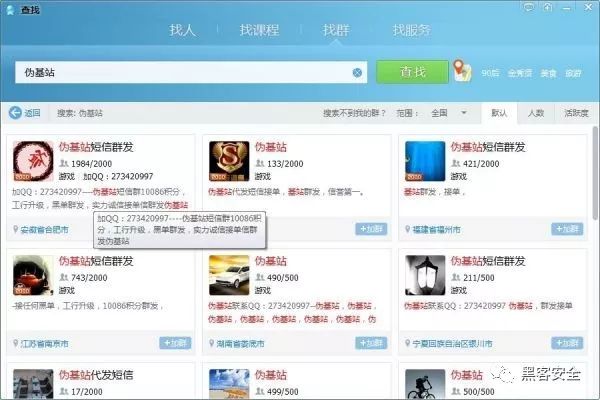 查找
找人 找课程 找群 找服务
伪基站
查找
90后 金秀贤 美食 旅游
返回 搜索: 伪基站
搜索不到我的群？ 范围： 全国 默认 人数 活跃度
伪基站短信群发
1984/2000
游戏 加QQ：273420997
加QQ：273420997----伪基站短信群10086积分，
工行升级，黑单群发，实力诚信接单信群发伪基站
安徽省合肥市
加QQ：273420997----伪基站短信群10086积
分，工行升级，黑单群发，实力诚信接单信群
发伪基站
伪基站
133/2000
游戏
伪基站代发短信接单，基站群发，信誉第一。
+加群
伪基站短信群发
421/2000
游戏
基站群发，接单，
福建省福州市
+加群
伪基站短信群发
743/2000
游戏
-接任何黑单，工行升级，10086积分群发，
江苏省南京市
+加群
伪基站
490/500
游戏
伪基站联系QQ：273420997--伪基站，伪基站，
伪基站，伪基站，伪基站，伪基站，伪基站，伪
湖南省娄底市
+加群
伪基站短信群发
211/500
游戏
伪基站联系QQ：273420997 伪基站，群发接单
宁夏回族自治区银川市
+加群
伪基站代发短信
17/2000
伪基站
499/500
伪基站
500/500
黑客安全